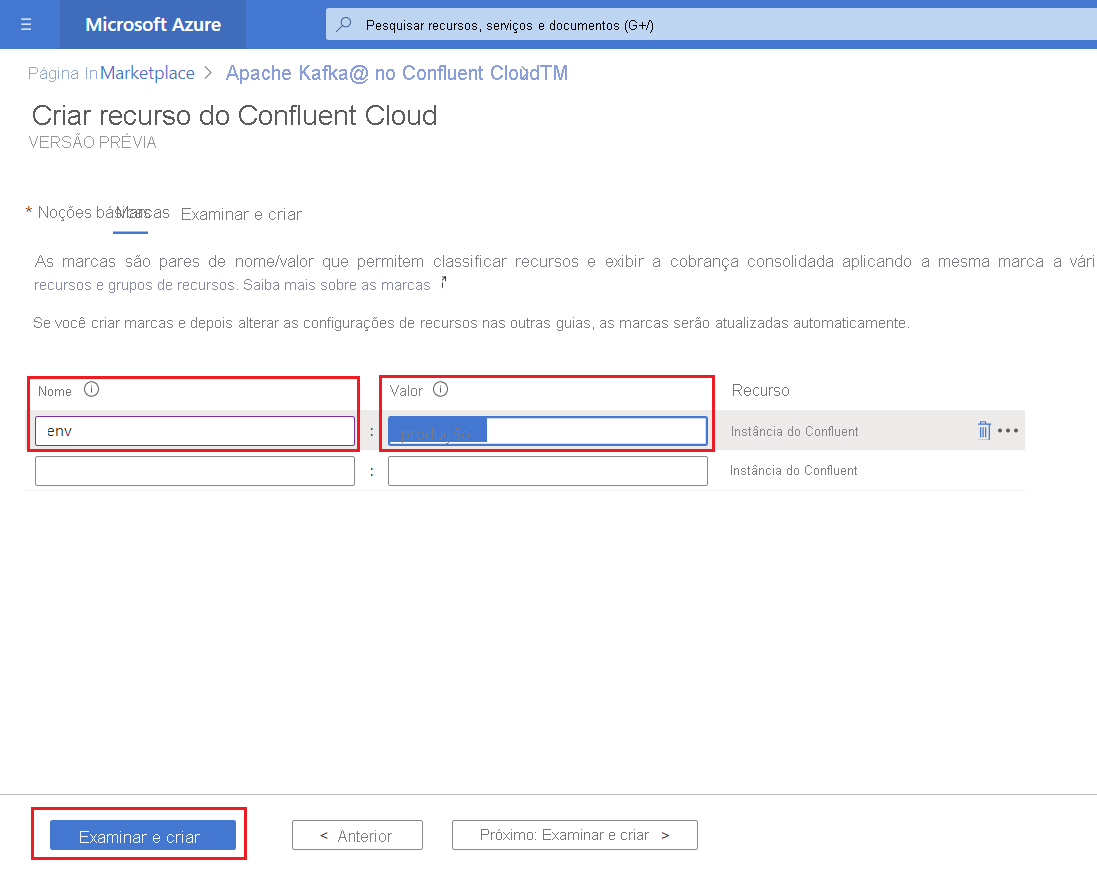 Microsoft Azure
Pesquisar recursos, serviços e documentos (G+/)
Página In Marketplace > Apache Kafka@ no Confluent CloudTM
Criar recurso do Confluent Cloud
VERSÃO PRÉVIA
* Noções básicas Marcas Examinar e criar
As marcas são pares de nome/valor que permitem classificar recursos e exibir a cobrança consolidada aplicando a mesma marca a vári
recursos e grupos de recursos. Saiba mais sobre as marcas
Se você criar marcas e depois alterar as configurações de recursos nas outras guias, as marcas serão atualizadas automaticamente.
Nome Valor Recurso
env : produção Instância do Confluent
: Instância do Confluent
Examinar e criar < Anterior Próximo: Examinar e criar >